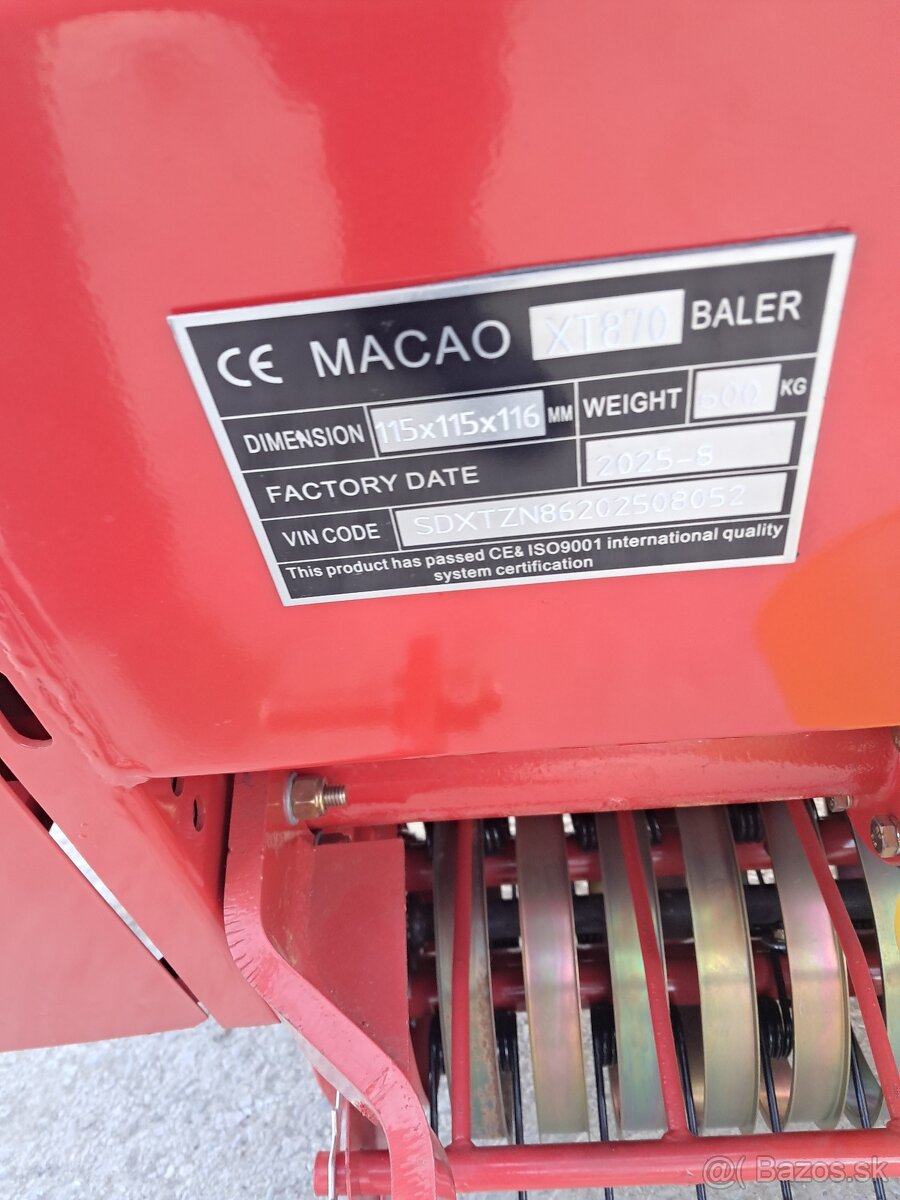 CE MACAO XT870 BALER
DIMENSION 115x115x116 MM WEIGHT 600 KG
FACTORY DATE 2025-8
VIN CODE SDXTZN86202508052
This product has passed CE& ISO9001 international quality
system certification
@( Bazos.sk